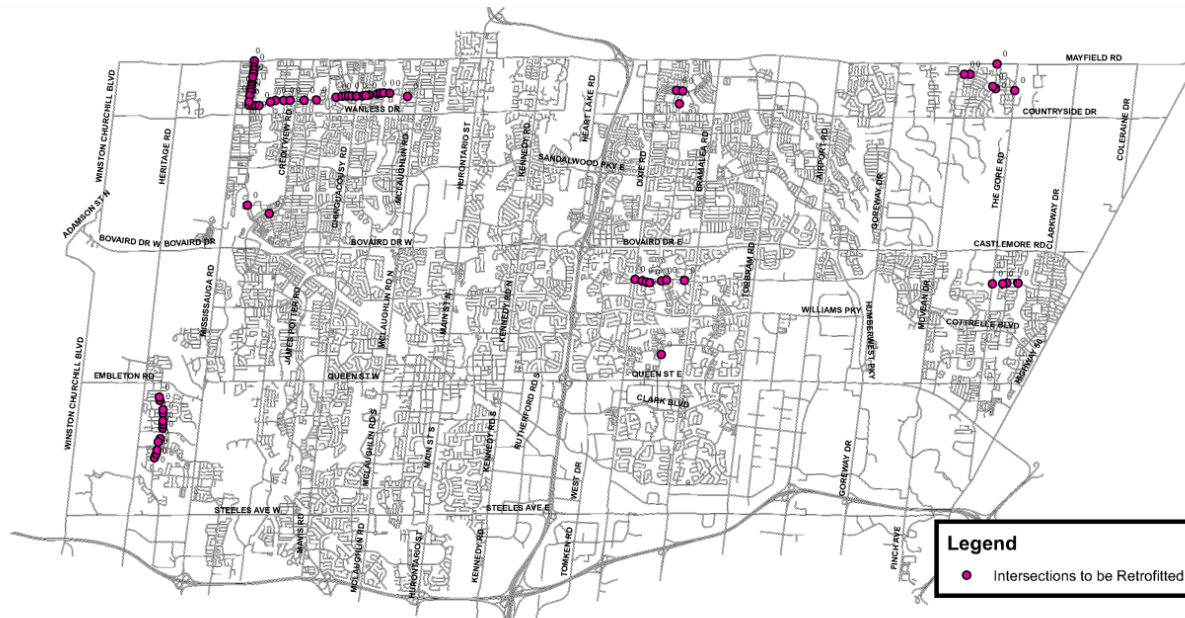 MAYFIELD RD
WINSTON CHURCHILL BLVD
HERITAGE RD
WANLESS DR
COUNTRYSIDE DR
CREDITVIEW RD
CHINGUACOUSY RD
MCLAUGHLIN RD
HURONTARIO ST
KENNEDY RD
HEART LAKE RD
SANDALWOOD PKY E
DIXIE RD
BRAMALEA RD
AIRPORT RD
GOREWAY DR
THE GORE RD
COLERAINE DR
CLARKWAY DR
ADAMSON ST N
BOVAIRD DR W
BOVAIRD DR
BOVAIRD DR W
BOVAIRD DR E
CASTLEMORE RD
TORBRAM RD
MISSISSAUGA RD
JAMES POTTER RD
MCLAUGHLIN RD N
MAIN ST N
KENNEDY RD N
WILLIAMS PKY
HUMBERWEST PKY
MCVEAN DR
COTTRELLE BLVD
HIGHWAY 50
WINSTON CHURCHILL BLVD
EMBLETON RD
QUEEN ST W
QUEEN ST E
CLARK BLVD
RUTHERFORD RD S
MCLAUGHLIN RD S
MAIN ST S
KENNEDY RD S
WEST DR
GOREWAY DR
STEELES AVE W
STEELES AVE E
MAVIS RD
MCLAUGHLIN RD
HURONTARIO ST
KENNEDY RD
TOMKEN RD
FINCH AVE
Legend
Intersections to be Retrofitted